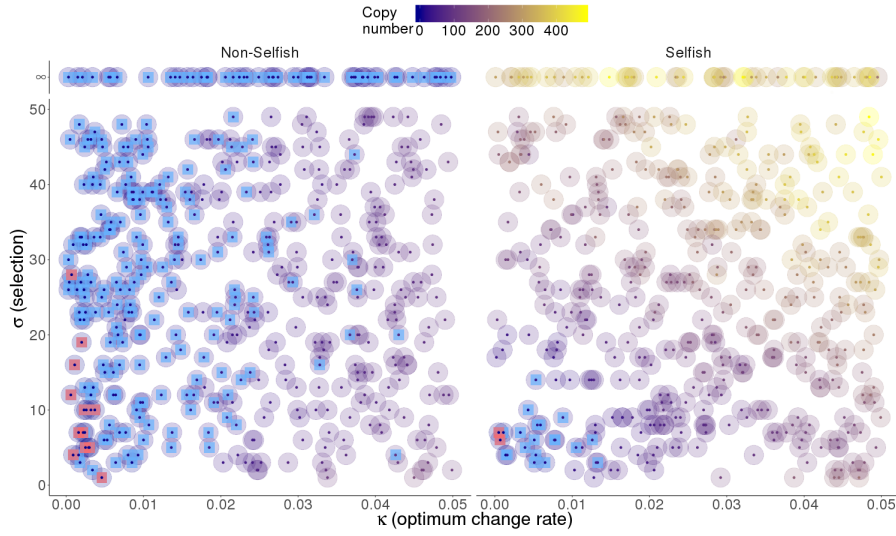 Copy
number
0 100 200 300 400
Non-Selfish Selfish
∞
50
40
30
20
10
0
σ (selection)
0.00 0.01 0.02 0.03 0.04 0.05 0.00 0.01 0.02 0.03 0.04 0.05
κ (optimum change rate)